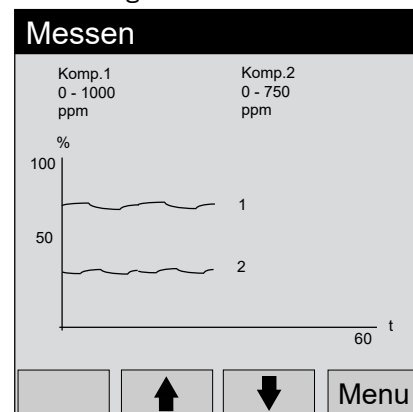 Messen
Komp.1
0 - 1000
ppm
Komp.2
0 - 750
ppm
%
100
50
1
2
t
60
Menu